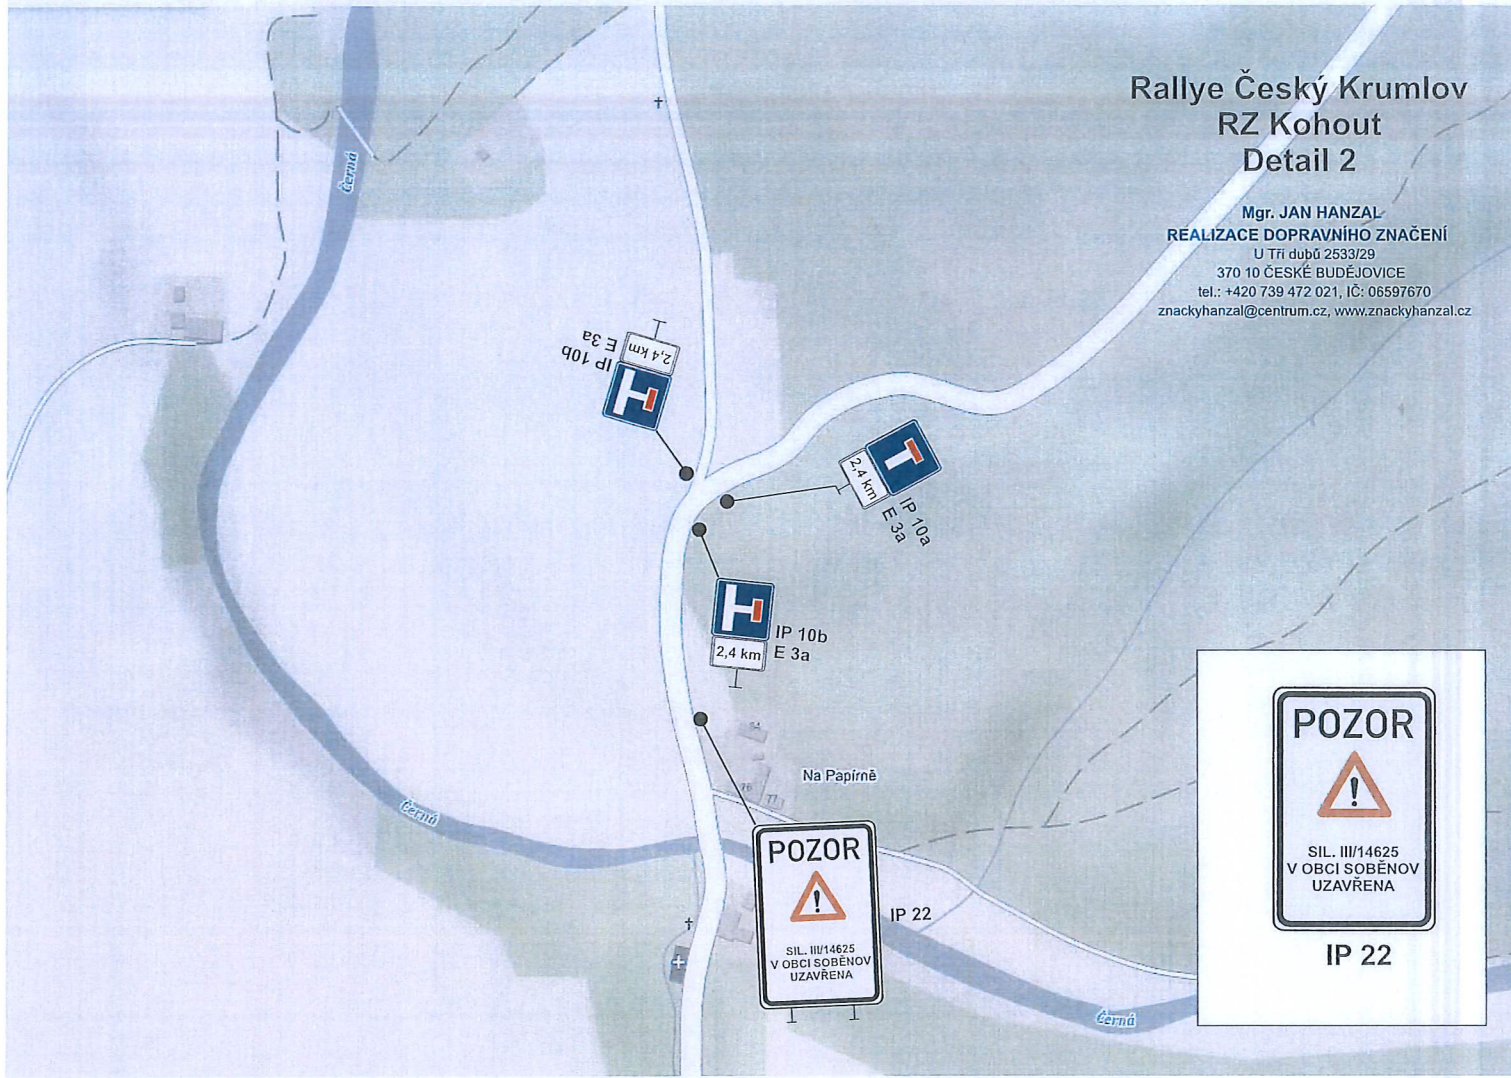 Rallye Český Krumlov
RZ Kohout
Detail 2
Mgr. JAN HANZAL
REALIZACE DOPRAVNÍHO ZNAČENÍ
U Tří dubů 2533/29
370 10 ČESKÉ BUDĚJOVICE
tel.: +420 739 472 021, IČ: 06597670
znackyhanzal@centrum.cz, www.znackyhanzal.cz
Černá
2,4 km
IP 10b
E 3a
2,4 km
IP 10a
E 3a
2,4 km
IP 10b
E 3a
Na Papírně
77
Černá
POZOR
!
SIL. III/14625
V OBCI SOBĚNOV
UZAVŘENA
IP 22
Černá
POZOR
!
SIL. III/14625
V OBCI SOBĚNOV
UZAVŘENA
IP 22